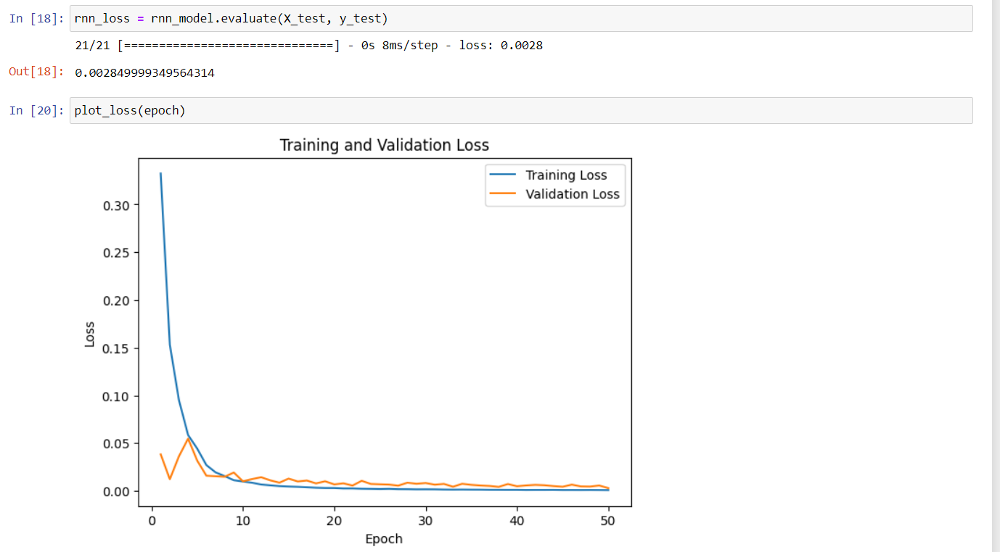 In [18]: rnn_loss = rnn_model.evaluate(X_test, y_test)
21/21 [==============================] - 0s 8ms/step - loss: 0.0028
Out[18]: 0.002849999349564314
In [20]: plot_loss(epoch)
Training and Validation Loss
Training Loss
Validation Loss
0.30
0.25
0.20
0.15
0.10
0.05
0.00
Loss
0 10 20 30 40 50
Epoch